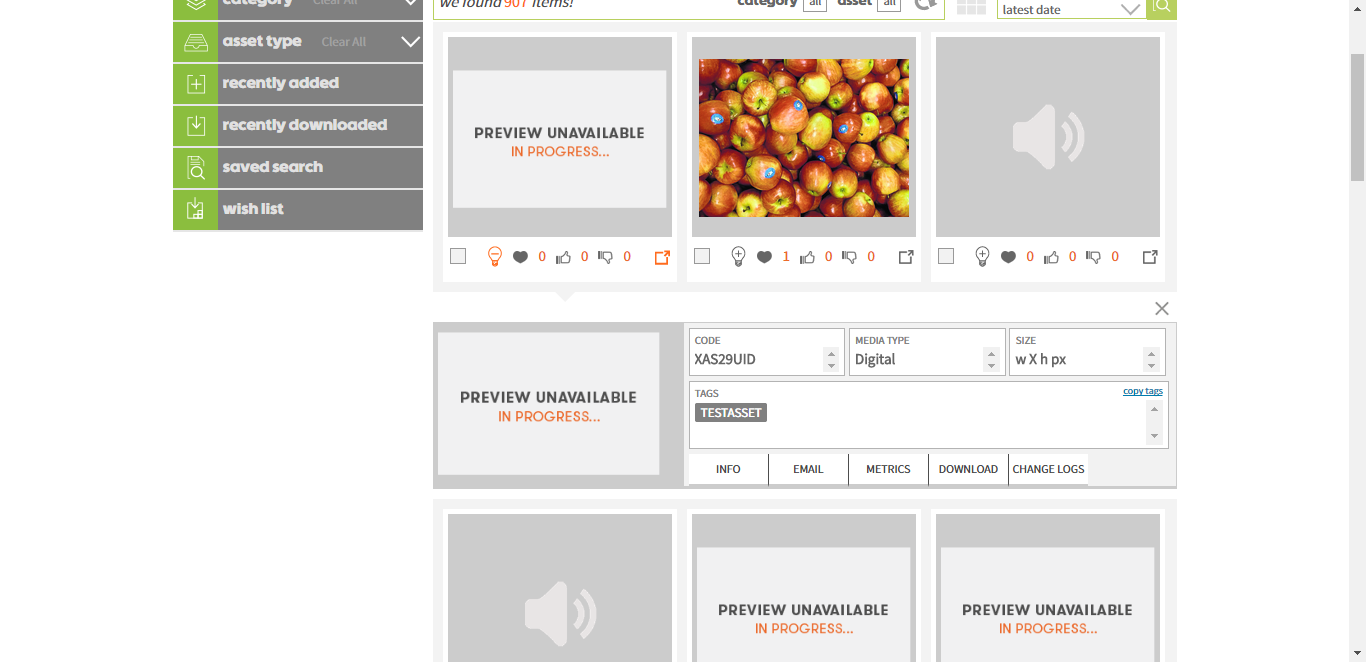 category Clear All
asset type Clear All
recently added
recently downloaded
saved search
wish list
we found 901 items!
category all asset all
latest date
PREVIEW UNAVAILABLE
IN PROGRESS...
0 0 0
1 0 0
0 0 0
PREVIEW UNAVAILABLE
IN PROGRESS...
CODE
XAS29UID
MEDIA TYPE
Digital
SIZE
w X h px
TAGS
copy tags
TESTASSET
INFO EMAIL METRICS DOWNLOAD CHANGE LOGS
PREVIEW UNAVAILABLE
IN PROGRESS...
PREVIEW UNAVAILABLE
IN PROGRESS...